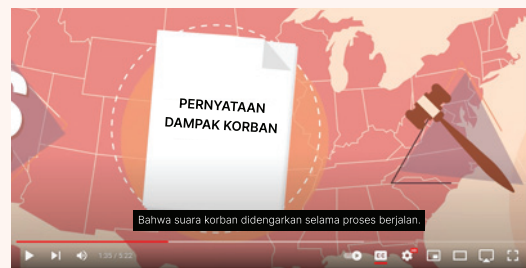 PERNYATAAN
DAMPAK KORBAN
Bahwa suara korban didengarkan selama proses berjalan.
1:35 / 5:22